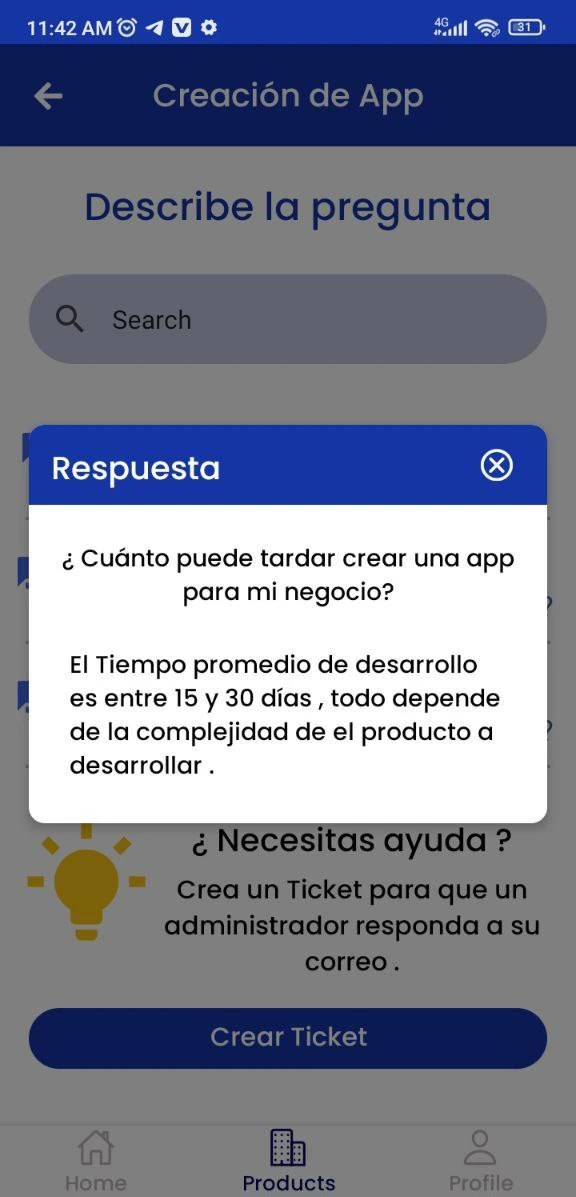 11:42 AM
4G
31
Creación de App
Describe la pregunta
Search
Respuesta
¿ Cuánto puede tardar crear una app
para mi negocio?
El Tiempo promedio de desarrollo
es entre 15 y 30 días , todo depende
de la complejidad de el producto a
desarrollar .
¿ Necesitas ayuda ?
Crea un Ticket para que un
administrador responda a su
correo .
Crear Ticket
Home
Products
Profile